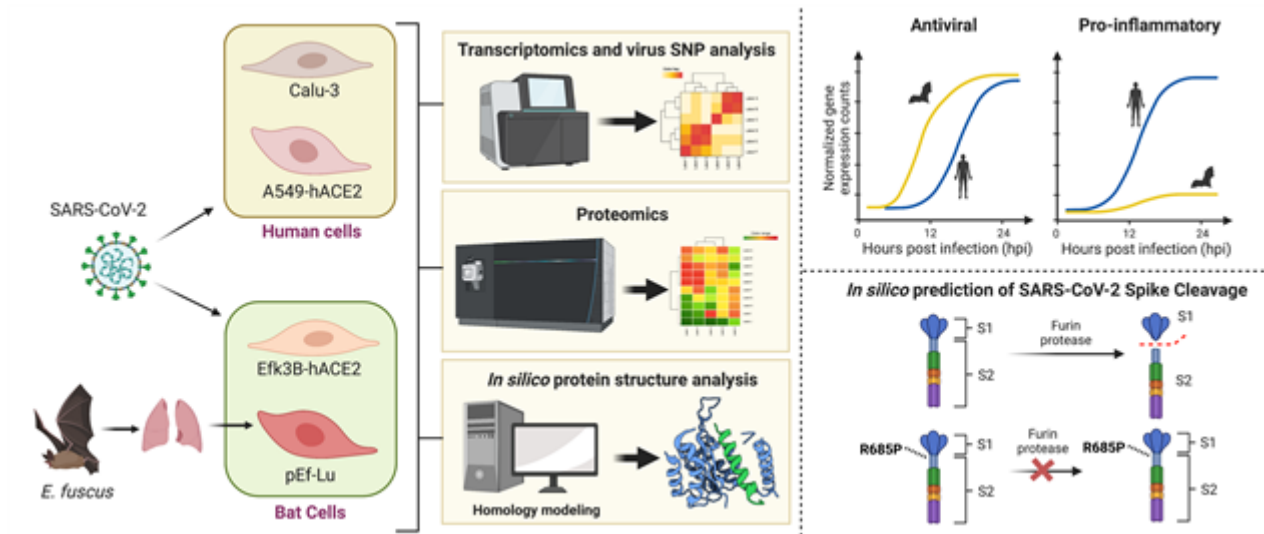 SARS-CoV-2
Calu-3
A549-hACE2
Human cells
Efk3B-hACE2
pEf-Lu
Bat Cells
E. fuscus
Transcriptomics and virus SNP analysis
Proteomics
In silico protein structure analysis
Homology modeling
Antiviral
Normalized gene
expression counts
0
12
24
Hours post infection (hpi)
Pro-inflammatory
0
12
24
Hours post infection (hpi)
In silico prediction of SARS-CoV-2 Spike Cleavage
S1
S2
Furin
protease
S1
S2
R685P
S1
S2
Furin
protease
R685P
S1
S2